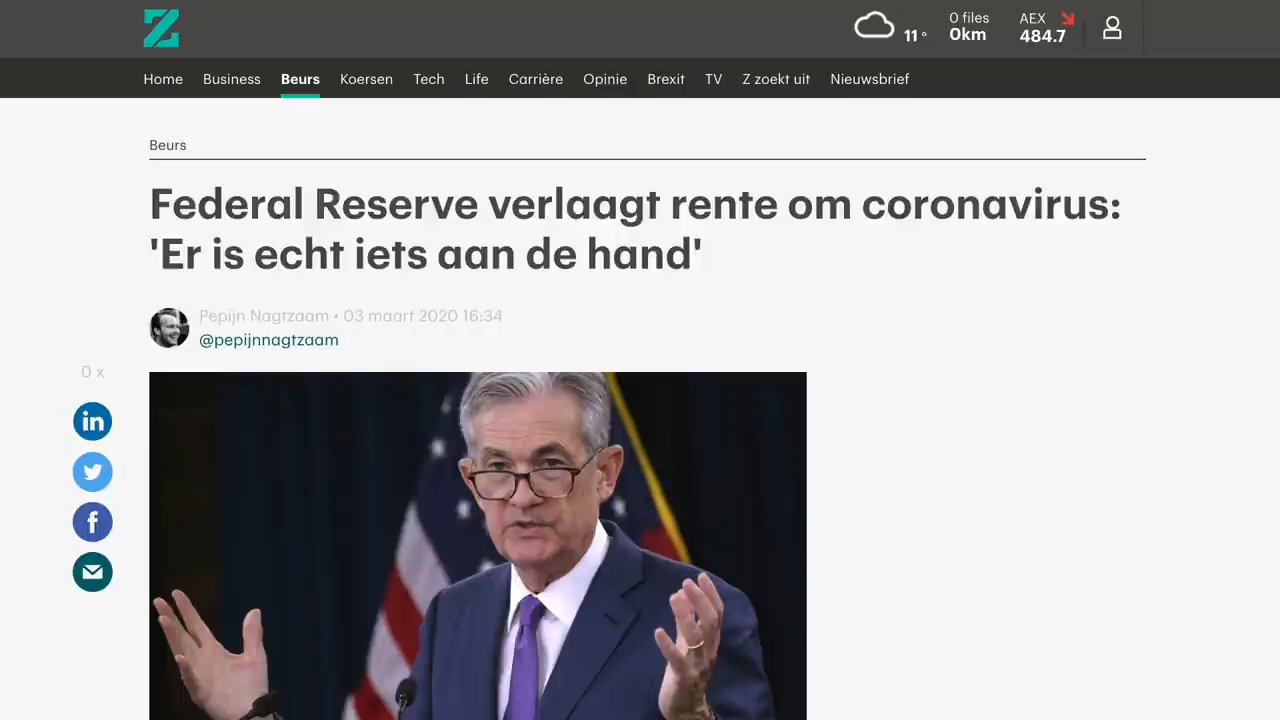 Z
11°
0 files
0km
AEX
484.7
Home Business Beurs Koersen Tech Life Carrière Opinie Brexit TV Z zoekt uit Nieuwsbrief
Beurs
Federal Reserve verlaagt rente om coronavirus:
'Er is echt iets aan de hand'
Pepijn Nagtzaam • 03 maart 2020 16:34
@pepijnnagtzaam
0 x
in
f